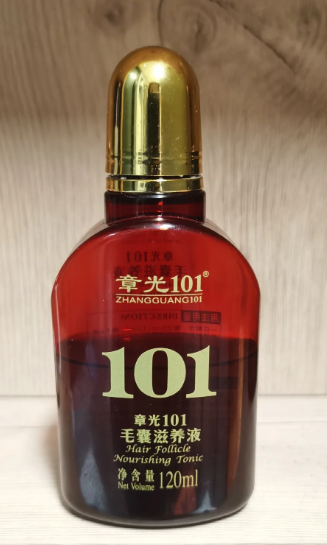 章光101®
ZHANGGUANG101
DIRECTION
101
章光101
毛囊滋养液
Hair Follicle
Nourishing Tonic
净含量 120ml
Net Volume